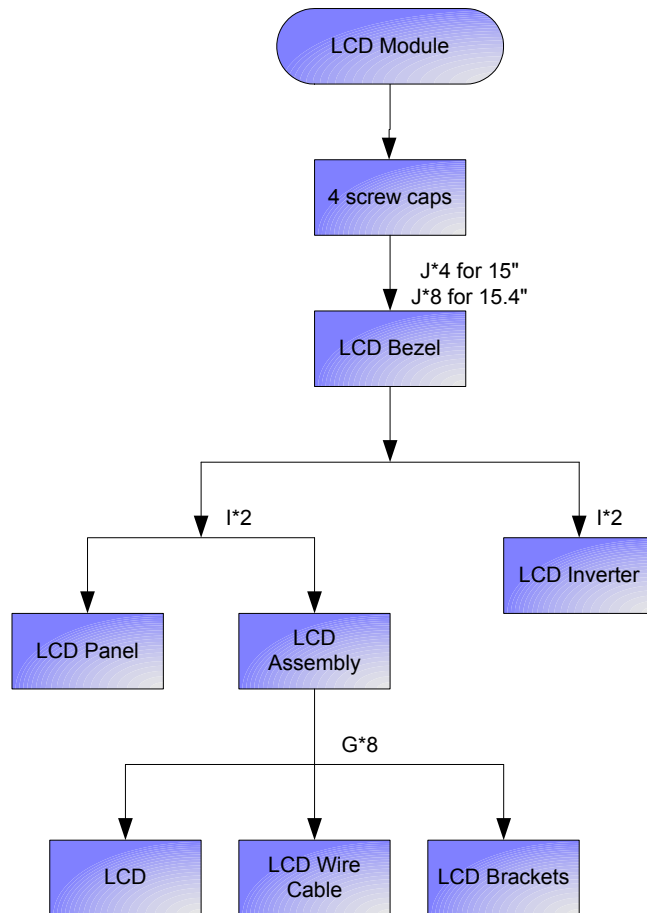 LCD Module
4 screw caps
J*4 for 15"
J*8 for 15.4"
LCD Bezel
I*2
I*2
LCD Inverter
LCD Panel
LCD
Assembly
G*8
LCD
LCD Wire
Cable
LCD Brackets